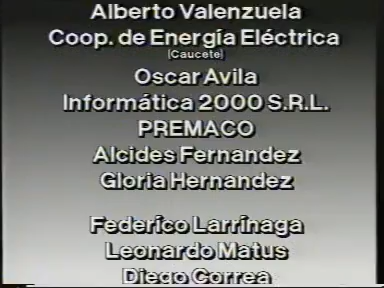 Alberto Valenzuela
Coop. de Energía Eléctrica
(Caucete)
Oscar Avila
Informática 2000 S.R.L.
PREMACO
Alcides Fernandez
Gloria Hernandez
Federico Larrinaga
Leonardo Matus
Diego Correa